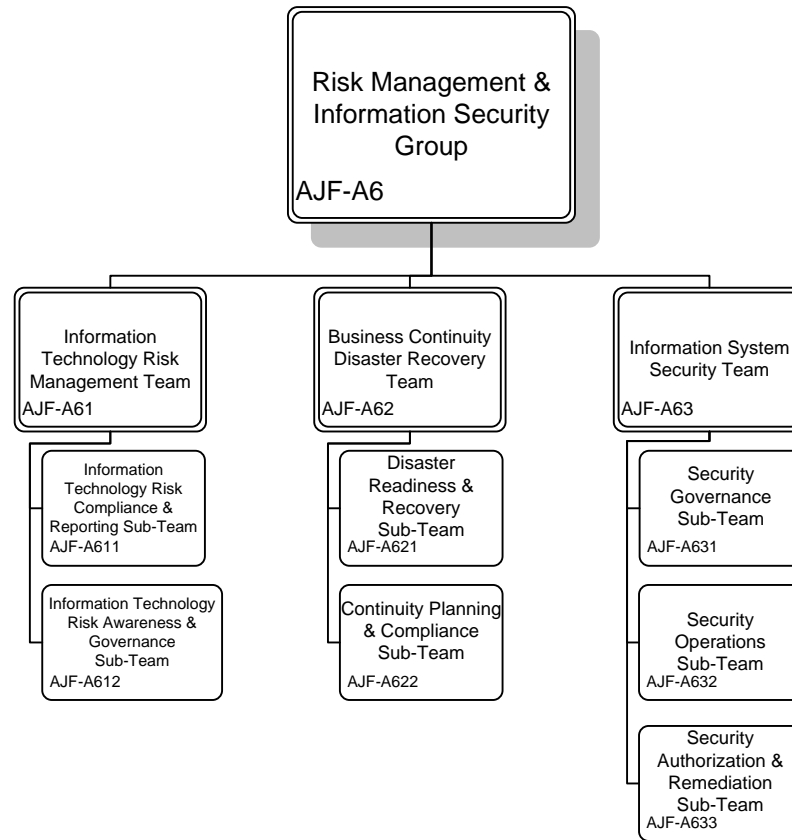 Risk Management &
Information Security
Group
AJF-A6
Information
Technology Risk
Management Team
AJF-A61
Business Continuity
Disaster Recovery
Team
AJF-A62
Information System
Security Team
AJF-A63
Information
Technology Risk
Compliance &
Reporting Sub-Team
AJF-A611
Disaster
Readiness &
Recovery
Sub-Team
AJF-A621
Security
Governance
Sub-Team
AJF-A631
Information Technology
Risk Awareness &
Governance
Sub-Team
AJF-A612
Continuity Planning
& Compliance
Sub-Team
AJF-A622
Security
Operations
Sub-Team
AJF-A632
Security
Authorization &
Remediation
Sub-Team
AJF-A633